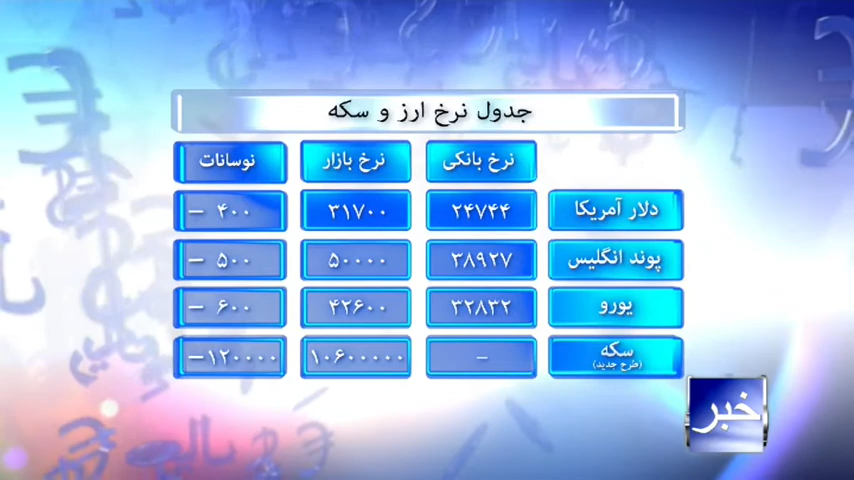 جدول نرخ ارز و سکه
نرخ بانکی نرخ بازار نوسانات
دلار آمریکا ۲۴۷۴۴ ۳۱۷۰۰ ۴۰۰ −
پوند انگلیس ۳۸۹۲۷ ۵۰۰۰۰ ۵۰۰ −
یورو ۳۲۸۳۲ ۴۲۶۰۰ ۶۰۰ −
سکه − ۱۰۶۰۰۰۰۰ ۱۲۰۰۰۰−
(طرح جدید)
خبر